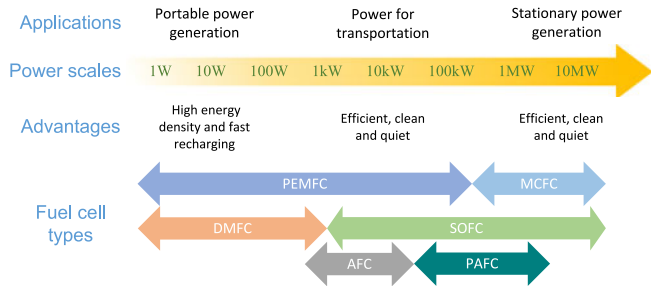 Applications
Portable power
generation
Power for
transportation
Stationary power
generation
Power scales
1W 10W 100W 1kW 10kW 100kW 1MW 10MW
Advantages
High energy
density and fast
recharging
Efficient, clean
and quiet
Efficient, clean
and quiet
Fuel cell
types
PEMFC
MCFC
DMFC
SOFC
AFC
PAFC